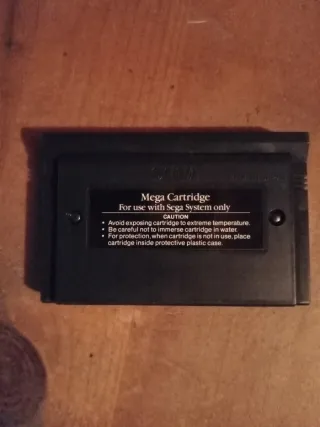 Mega Cartridge
For use with Sega System only
CAUTION
• Avoid exposing cartridge to extreme temperature.
• Be careful not to immerse cartridge in water.
• For protection, when cartridge is not in use, place
cartridge inside protective plastic case.